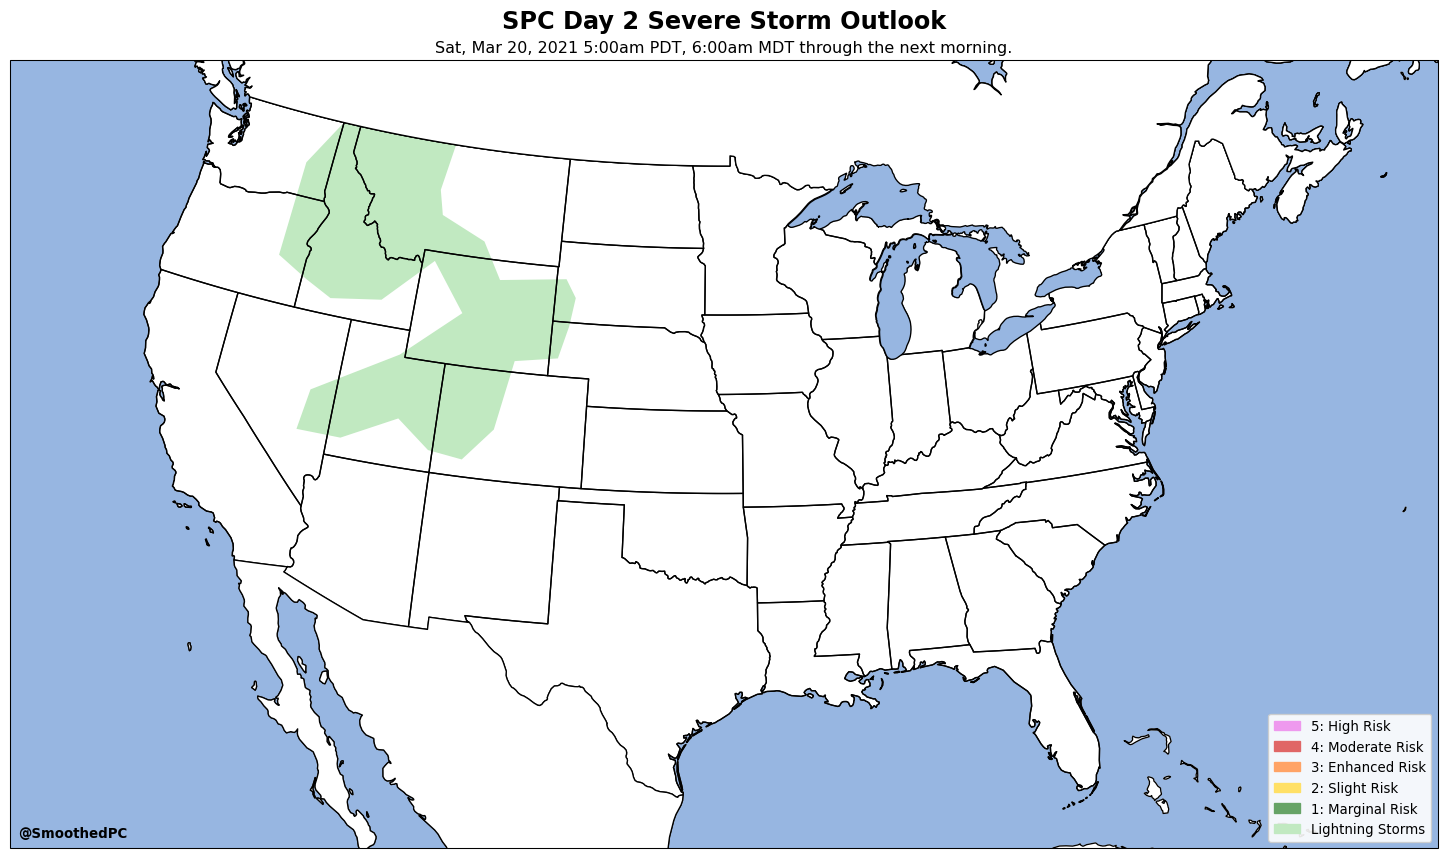 SPC Day 2 Severe Storm Outlook
Sat, Mar 20, 2021 5:00am PDT, 6:00am MDT through the next morning.
5: High Risk
4: Moderate Risk
3: Enhanced Risk
2: Slight Risk
1: Marginal Risk
Lightning Storms
@SmoothedPC